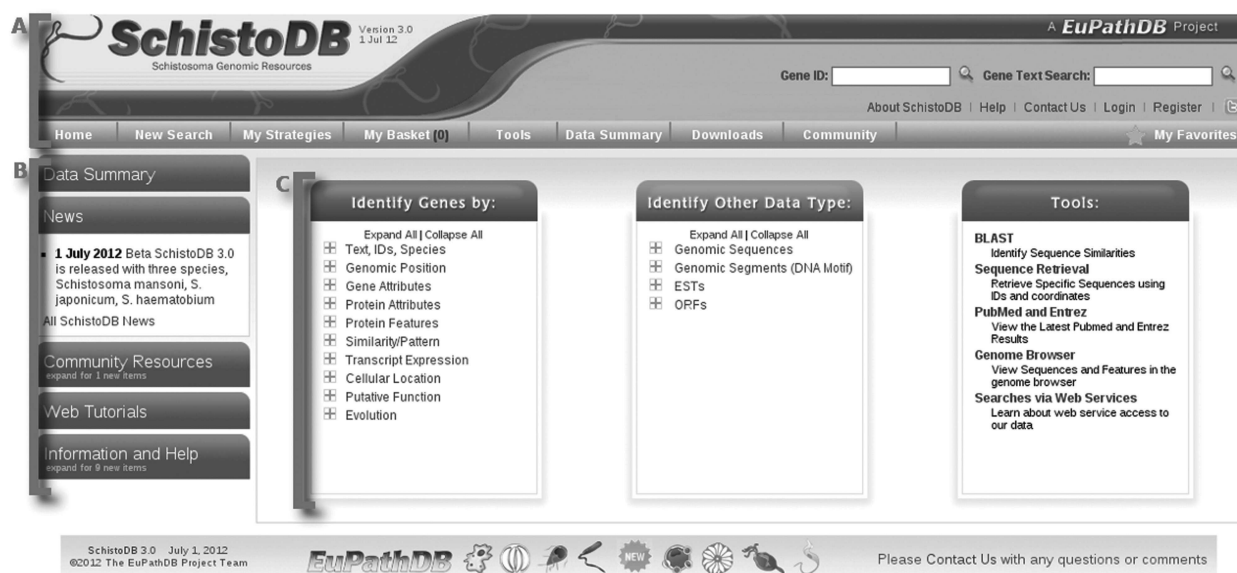 A
SchistoDB
Version 3.0
1 Jul 12
Schistosoma Genomic Resources
A EuPathDB Project
Gene ID: Gene Text Search:
About SchistoDB | Help | Contact Us | Login | Register |
Home New Search My Strategies My Basket (0) Tools Data Summary Downloads Community My Favorites
B
Data Summary
News
1 July 2012 Beta SchistoDB 3.0
is released with three species,
Schistosoma mansoni, S.
japonicum, S. haematobium
All SchistoDB News
Community Resources
expand for 1 new items
Web Tutorials
Information and Help
expand for 9 new items
C
Identify Genes by:
Expand All | Collapse All
Text, IDs, Species
Genomic Position
Gene Attributes
Protein Attributes
Protein Features
Similarity/Pattern
Transcript Expression
Cellular Location
Putative Function
Evolution
Identify Other Data Type:
Expand All | Collapse All
Genomic Sequences
Genomic Segments (DNA Motif)
ESTs
ORFs
Tools:
BLAST
Identify Sequence Similarities
Sequence Retrieval
Retrieve Specific Sequences using
IDs and coordinates
PubMed and Entrez
View the Latest Pubmed and Entrez
Results
Genome Browser
View Sequences and Features in the
genome browser
Searches via Web Services
Learn about web service access to
our data
SchistoDB 3.0 July 1, 2012
©2012 The EuPathDB Project Team
EuPathDB
NEW
Please Contact Us with any questions or comments